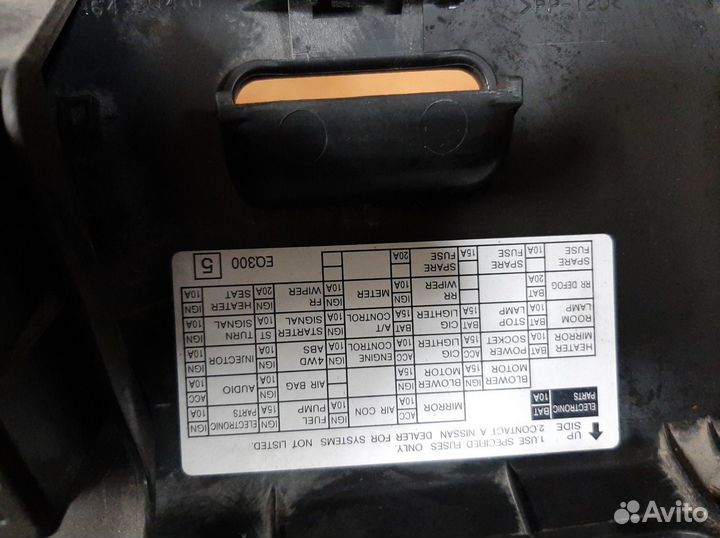 >PP-T20<
UP SIDE
1.USE SPECIFIED FUSES ONLY.
2.CONTACT A NISSAN DEALER FOR SYSTEMS NOT LISTED.
ELECTRONIC PARTS BAT 10A MIRROR ACC 10A AIR CON IGN 10A FUEL PUMP IGN 15A ELECTRONIC PARTS IGN 10A
BLOWER MOTOR IGN 15A BLOWER MOTOR IGN 15A AIR BAG IGN 10A AUDIO ACC 10A
HEATER MIRROR BAT 10A POWER SOCKET ACC 15A CIG LIGHTER ACC 15A ENGINE CONTROL IGN 10A 4WD ABS IGN 10A INJECTOR IGN 10A
ROOM LAMP BAT 10A STOP LAMP BAT 15A CIG LIGHTER BAT 15A A/T CONTROL IGN 10A STARTER SIGNAL ST 10A TURN SIGNAL IGN 10A
RR DEFOG BAT 20A RR WIPER IGN 10A METER IGN 10A FR WIPER IGN 20A HEATER SEAT IGN 10A
SPARE FUSE 10A SPARE FUSE 15A SPARE FUSE 20A EQ300 5
Avito